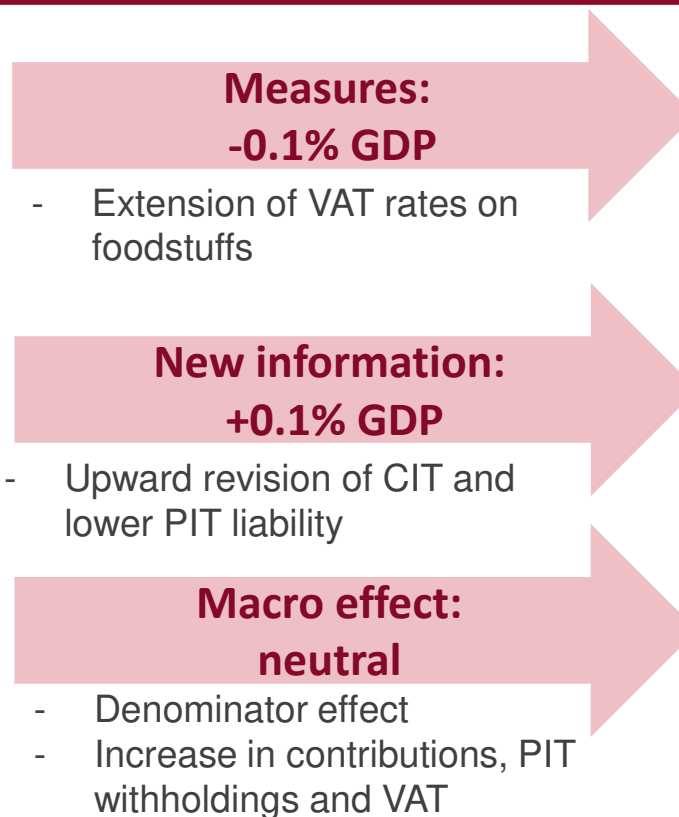 Measures:
-0.1% GDP
- Extension of VAT rates on
foodstuffs
New information:
+0.1% GDP
- Upward revision of CIT and
lower PIT liability
Macro effect:
neutral
- Denominator effect
- Increase in contributions, PIT
withholdings and VAT